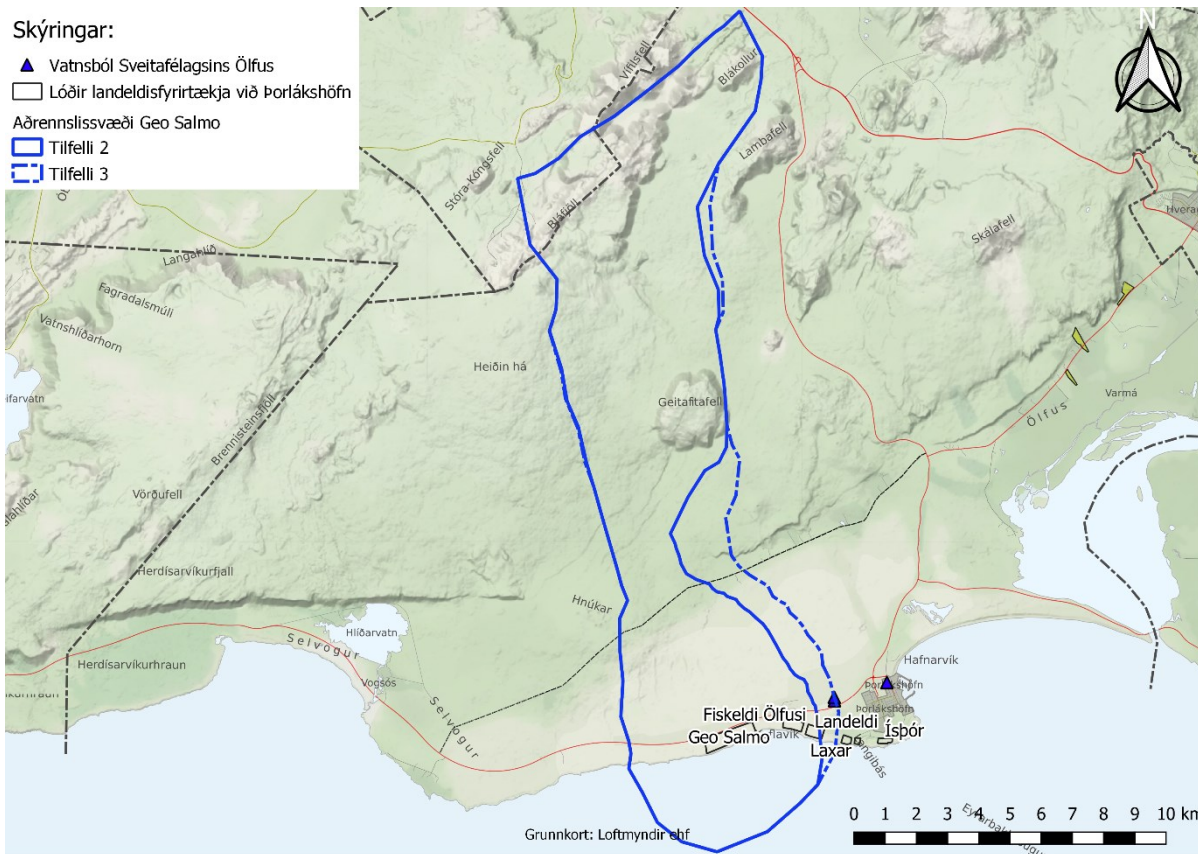 Skýringar:
Vatnsból Sveitafélagsins Ölfus
Lóðir landeldisfyrirtækja við Þorlákshöfn
Aðrennslissvæði Geo Salmo
Tilfelli 2
Tilfelli 3
N
Vífilsfell
Blákollur
Lambafell
Stóra-Kóngsfell
Bláfjöll
Skálafell
Langahlíð
Fagradalsmúli
Vatnshlíðarhorn
Heiðin há
Geitafitafell
Varmá
Ölfus
Brennisteinsfjöll
Vörðufell
Herdísarvíkurfjall
Hnúkar
Hlíðarvatn
Selvogur
Herdísarvíkurhraun
Vogsós
Selvogur
Hafnarvík
Þorlákshöfn
Fiskeldi Ölfusi
Landeldi
Ísþór
Geo Salmo
Laxar
0 1 2 3 4 5 6 7 8 9 10 km
Grunnkort: Loftmyndir ehf